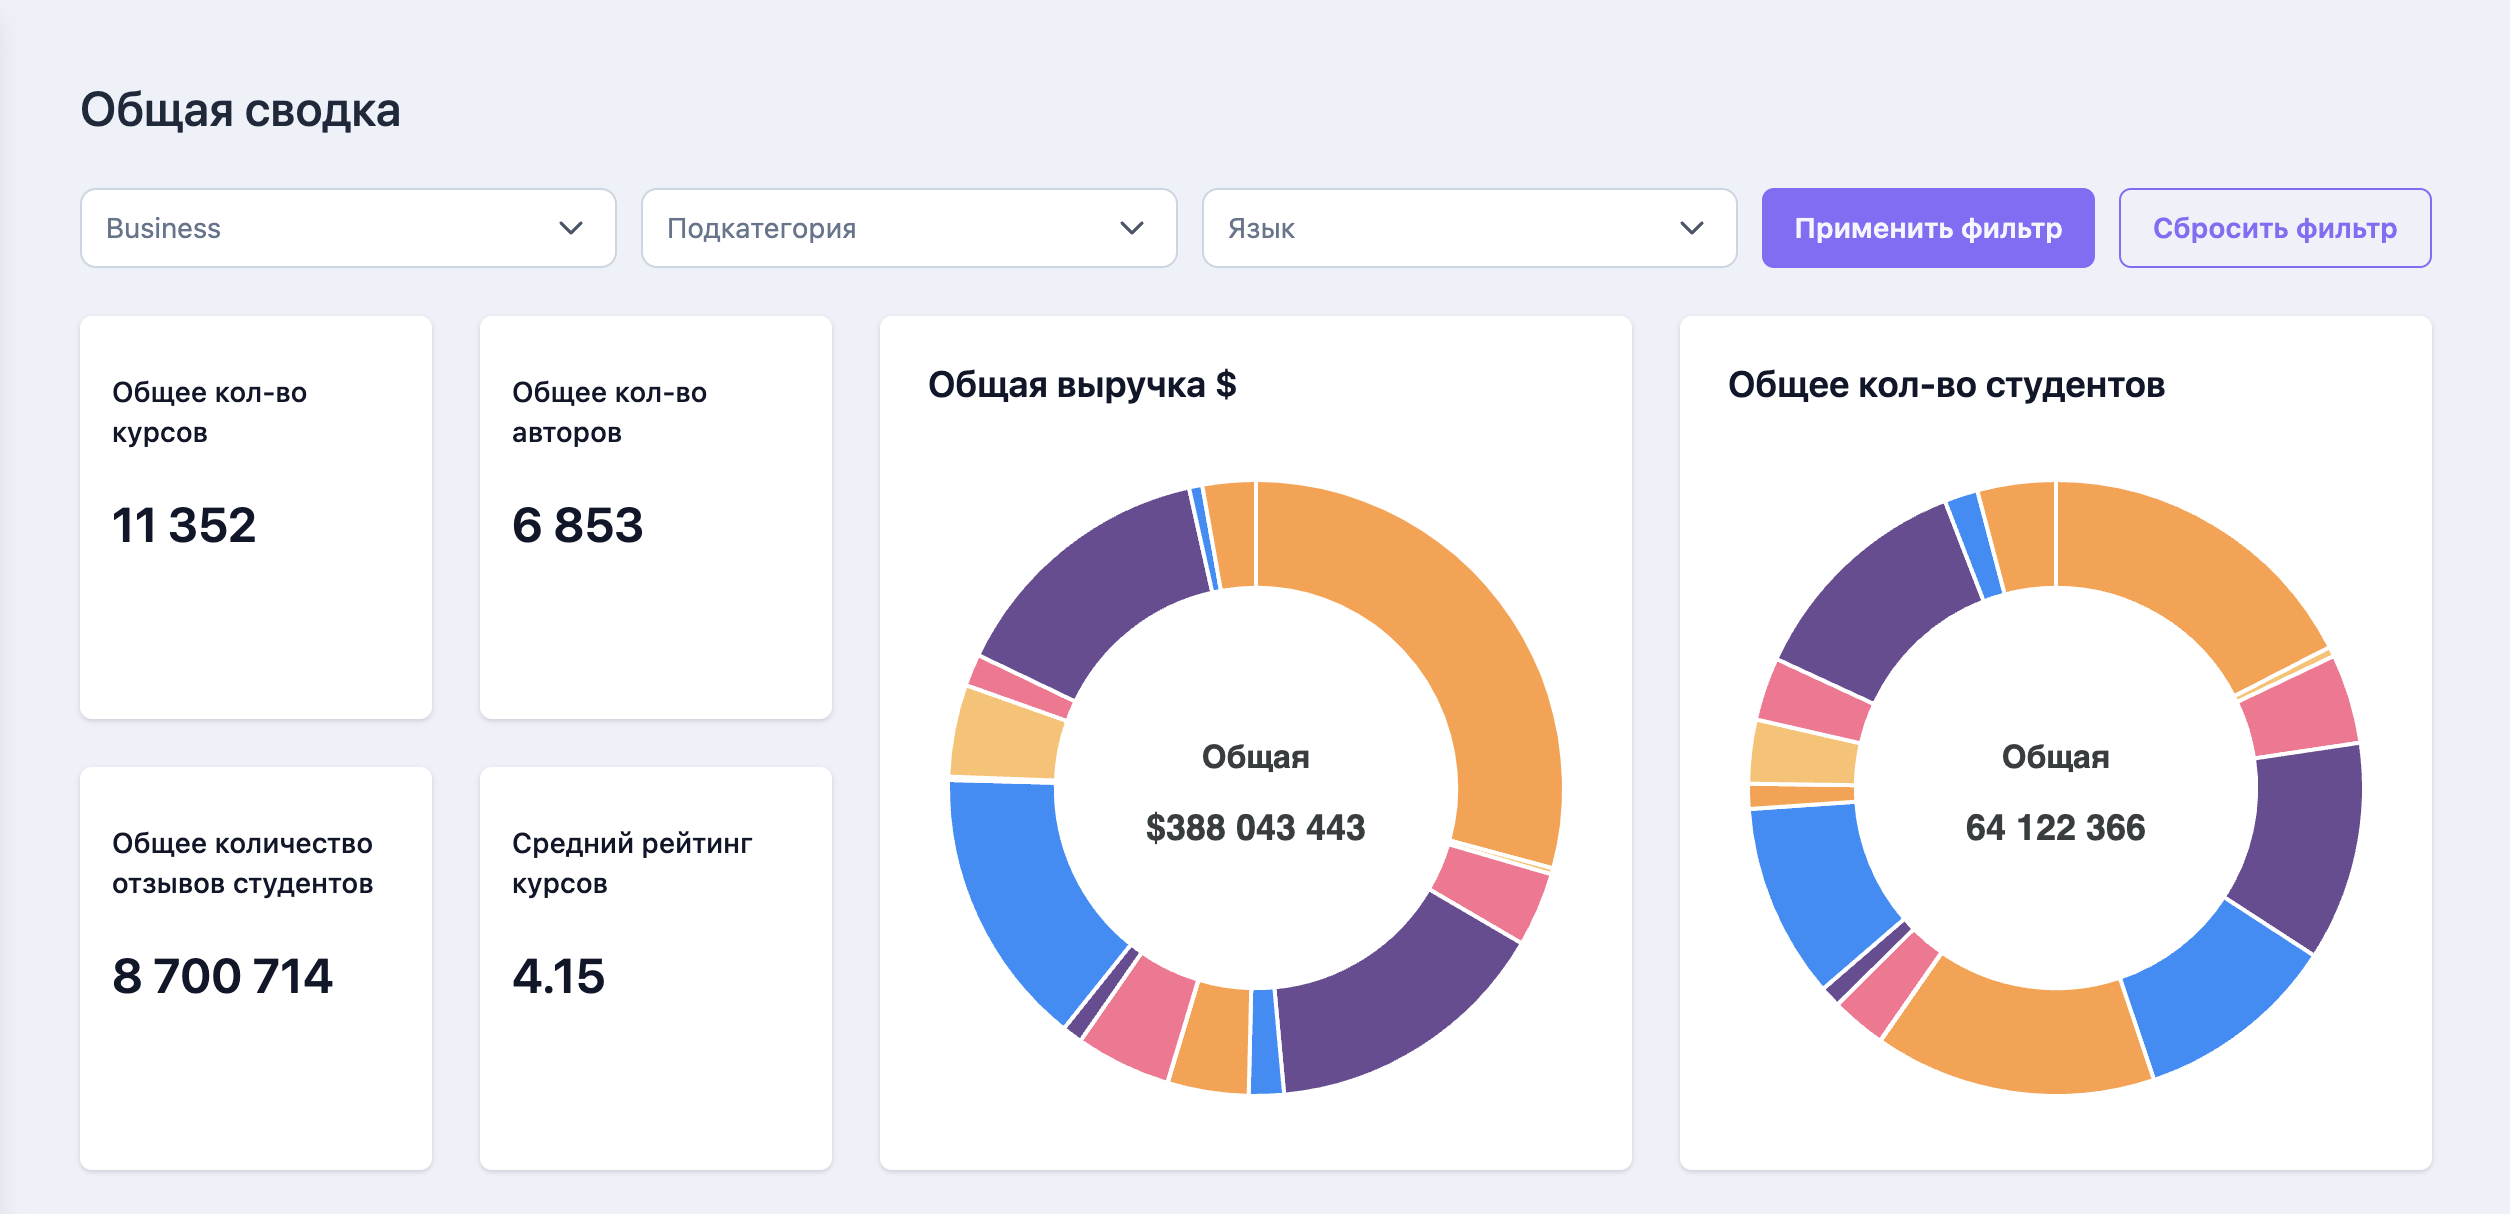 Общая сводка
Business
Подкатегория
Язык
Применить фильтр
Сбросить фильтр
Общее кол-во
курсов
11 352
Общее кол-во
авторов
6 853
Общее количество
отзывов студентов
8 700 714
Средний рейтинг
курсов
4.15
Общая выручка $
Общая
$388 043 443
Общее кол-во студентов
Общая
64 122 366